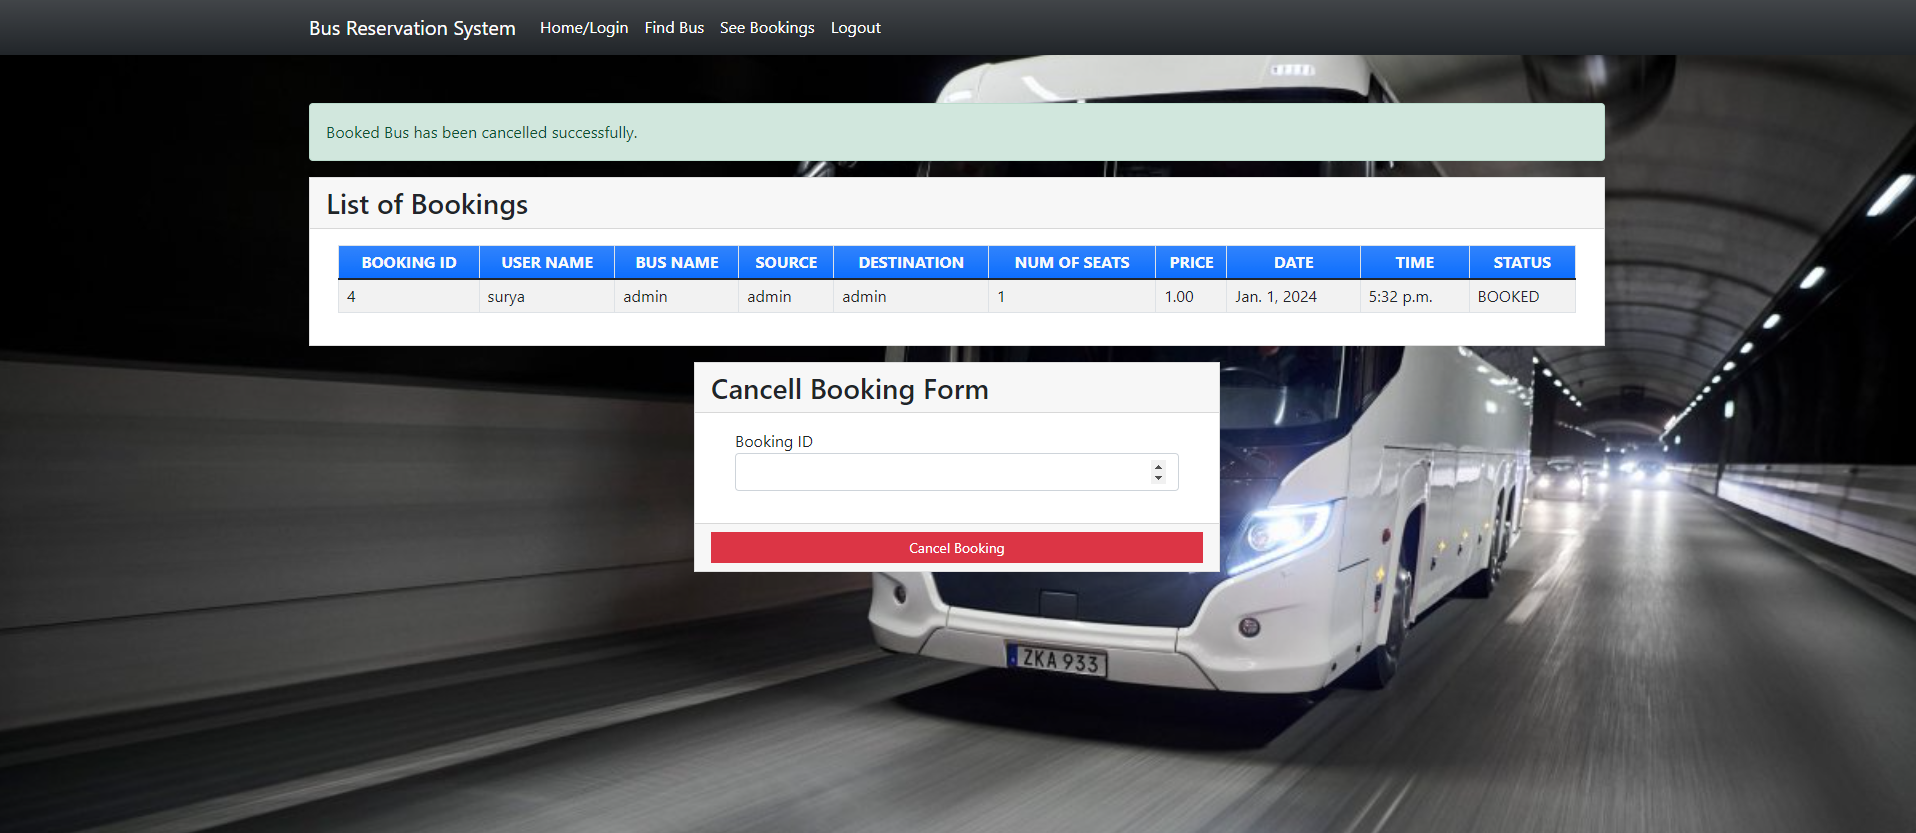 Bus Reservation System Home/Login Find Bus See Bookings Logout
Booked Bus has been cancelled successfully.
List of Bookings
BOOKING ID USER NAME BUS NAME SOURCE DESTINATION NUM OF SEATS PRICE DATE TIME STATUS
4 surya admin admin admin 1 1.00 Jan. 1, 2024 5:32 p.m. BOOKED
Cancell Booking Form
Booking ID
Cancel Booking
ZKA 933